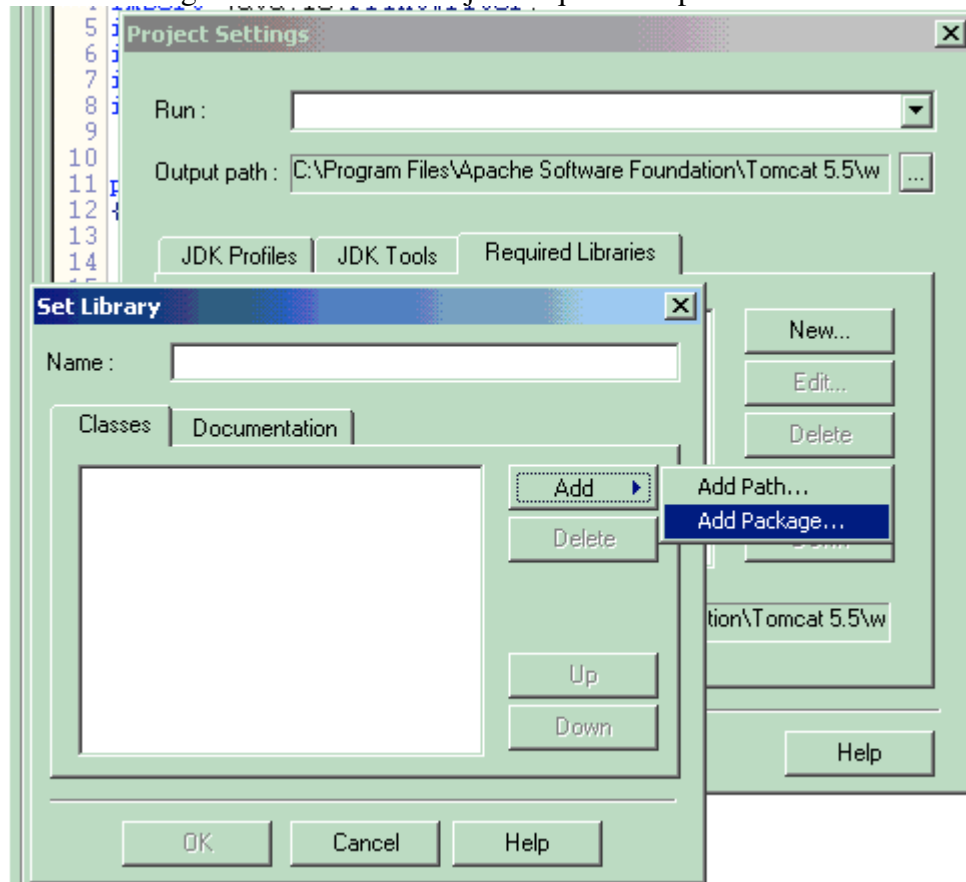 5
6
7
8
9
10
11
12
13
14
Project Settings
Run :
Output path : C:\Program Files\Apache Software Foundation\Tomcat 5.5\w ...
JDK Profiles JDK Tools Required Libraries
New...
Edit...
Delete
tion\Tomcat 5.5\w
Help
Set Library
Name :
Classes Documentation
Add
Delete
Up
Down
Add Path...
Add Package...
OK Cancel Help